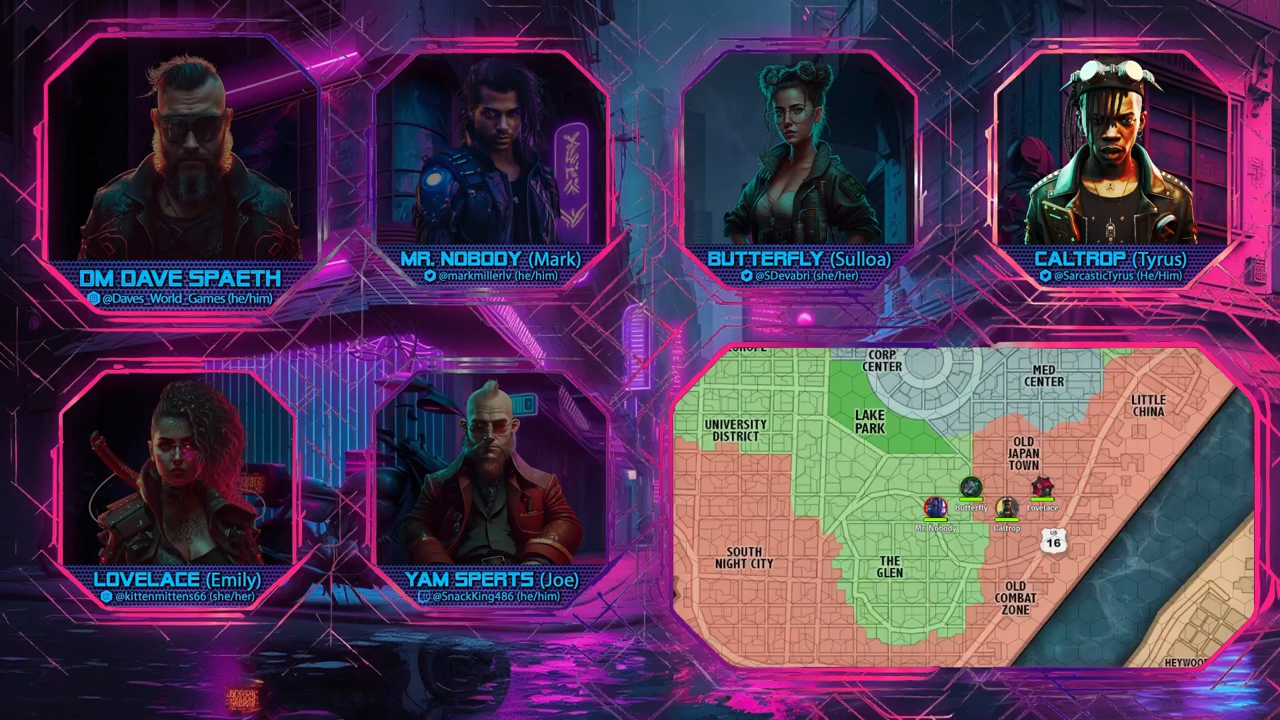 DM DAVE SPAETH
@Daves_World_Games (he/him)
MR. NOBODY (Mark)
@markmillerlv (he/him)
BUTTERFLY (Sulloa)
@SDevabri (she/her)
CALTROP (Tyrus)
@SarcasticTyrus (He/Him)
LOVELACE (Emily)
@kittenmittens66 (she/her)
YAM SPERTS (Joe)
@SnackKing486 (he/him)
CORP
CENTER
MED
CENTER
LITTLE
CHINA
LAKE
PARK
UNIVERSITY
DISTRICT
OLD
JAPAN
TOWN
Mr. Nobody
Butterfly
Caltrop
Lovelace
US
16
SOUTH
NIGHT CITY
THE
GLEN
OLD
COMBAT
ZONE
HEYWOO